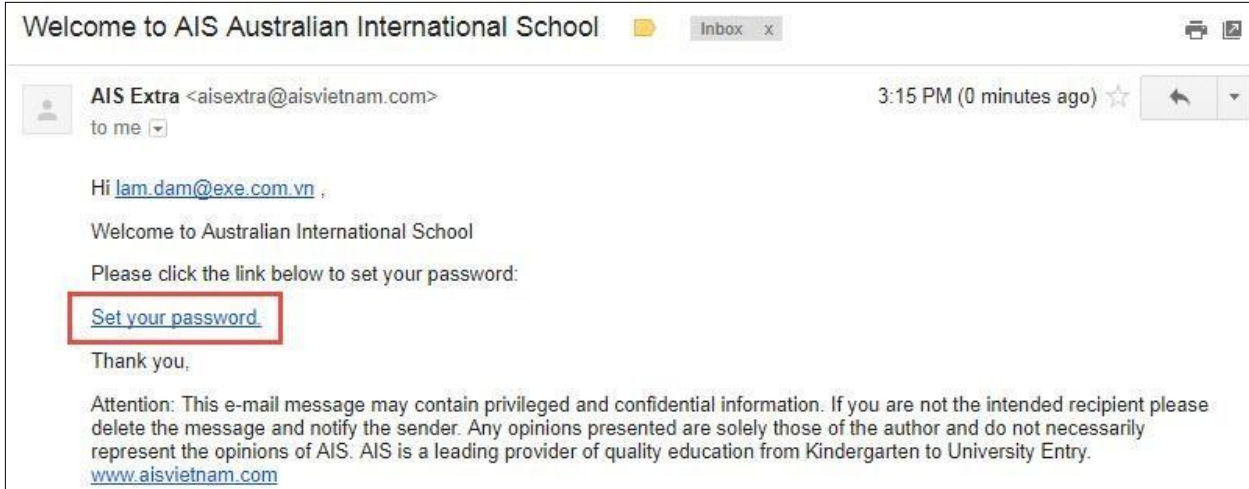 Welcome to AIS Australian International School
Inbox x
AIS Extra <aisextra@aisvietnam.com>
3:15 PM (0 minutes ago)
to me
Hi lam.dam@exe.com.vn ,
Welcome to Australian International School
Please click the link below to set your password:
Set your password.
Thank you,
Attention: This e-mail message may contain privileged and confidential information. If you are not the intended recipient please
delete the message and notify the sender. Any opinions presented are solely those of the author and do not necessarily
represent the opinions of AIS. AIS is a leading provider of quality education from Kindergarten to University Entry.
www.aisvietnam.com